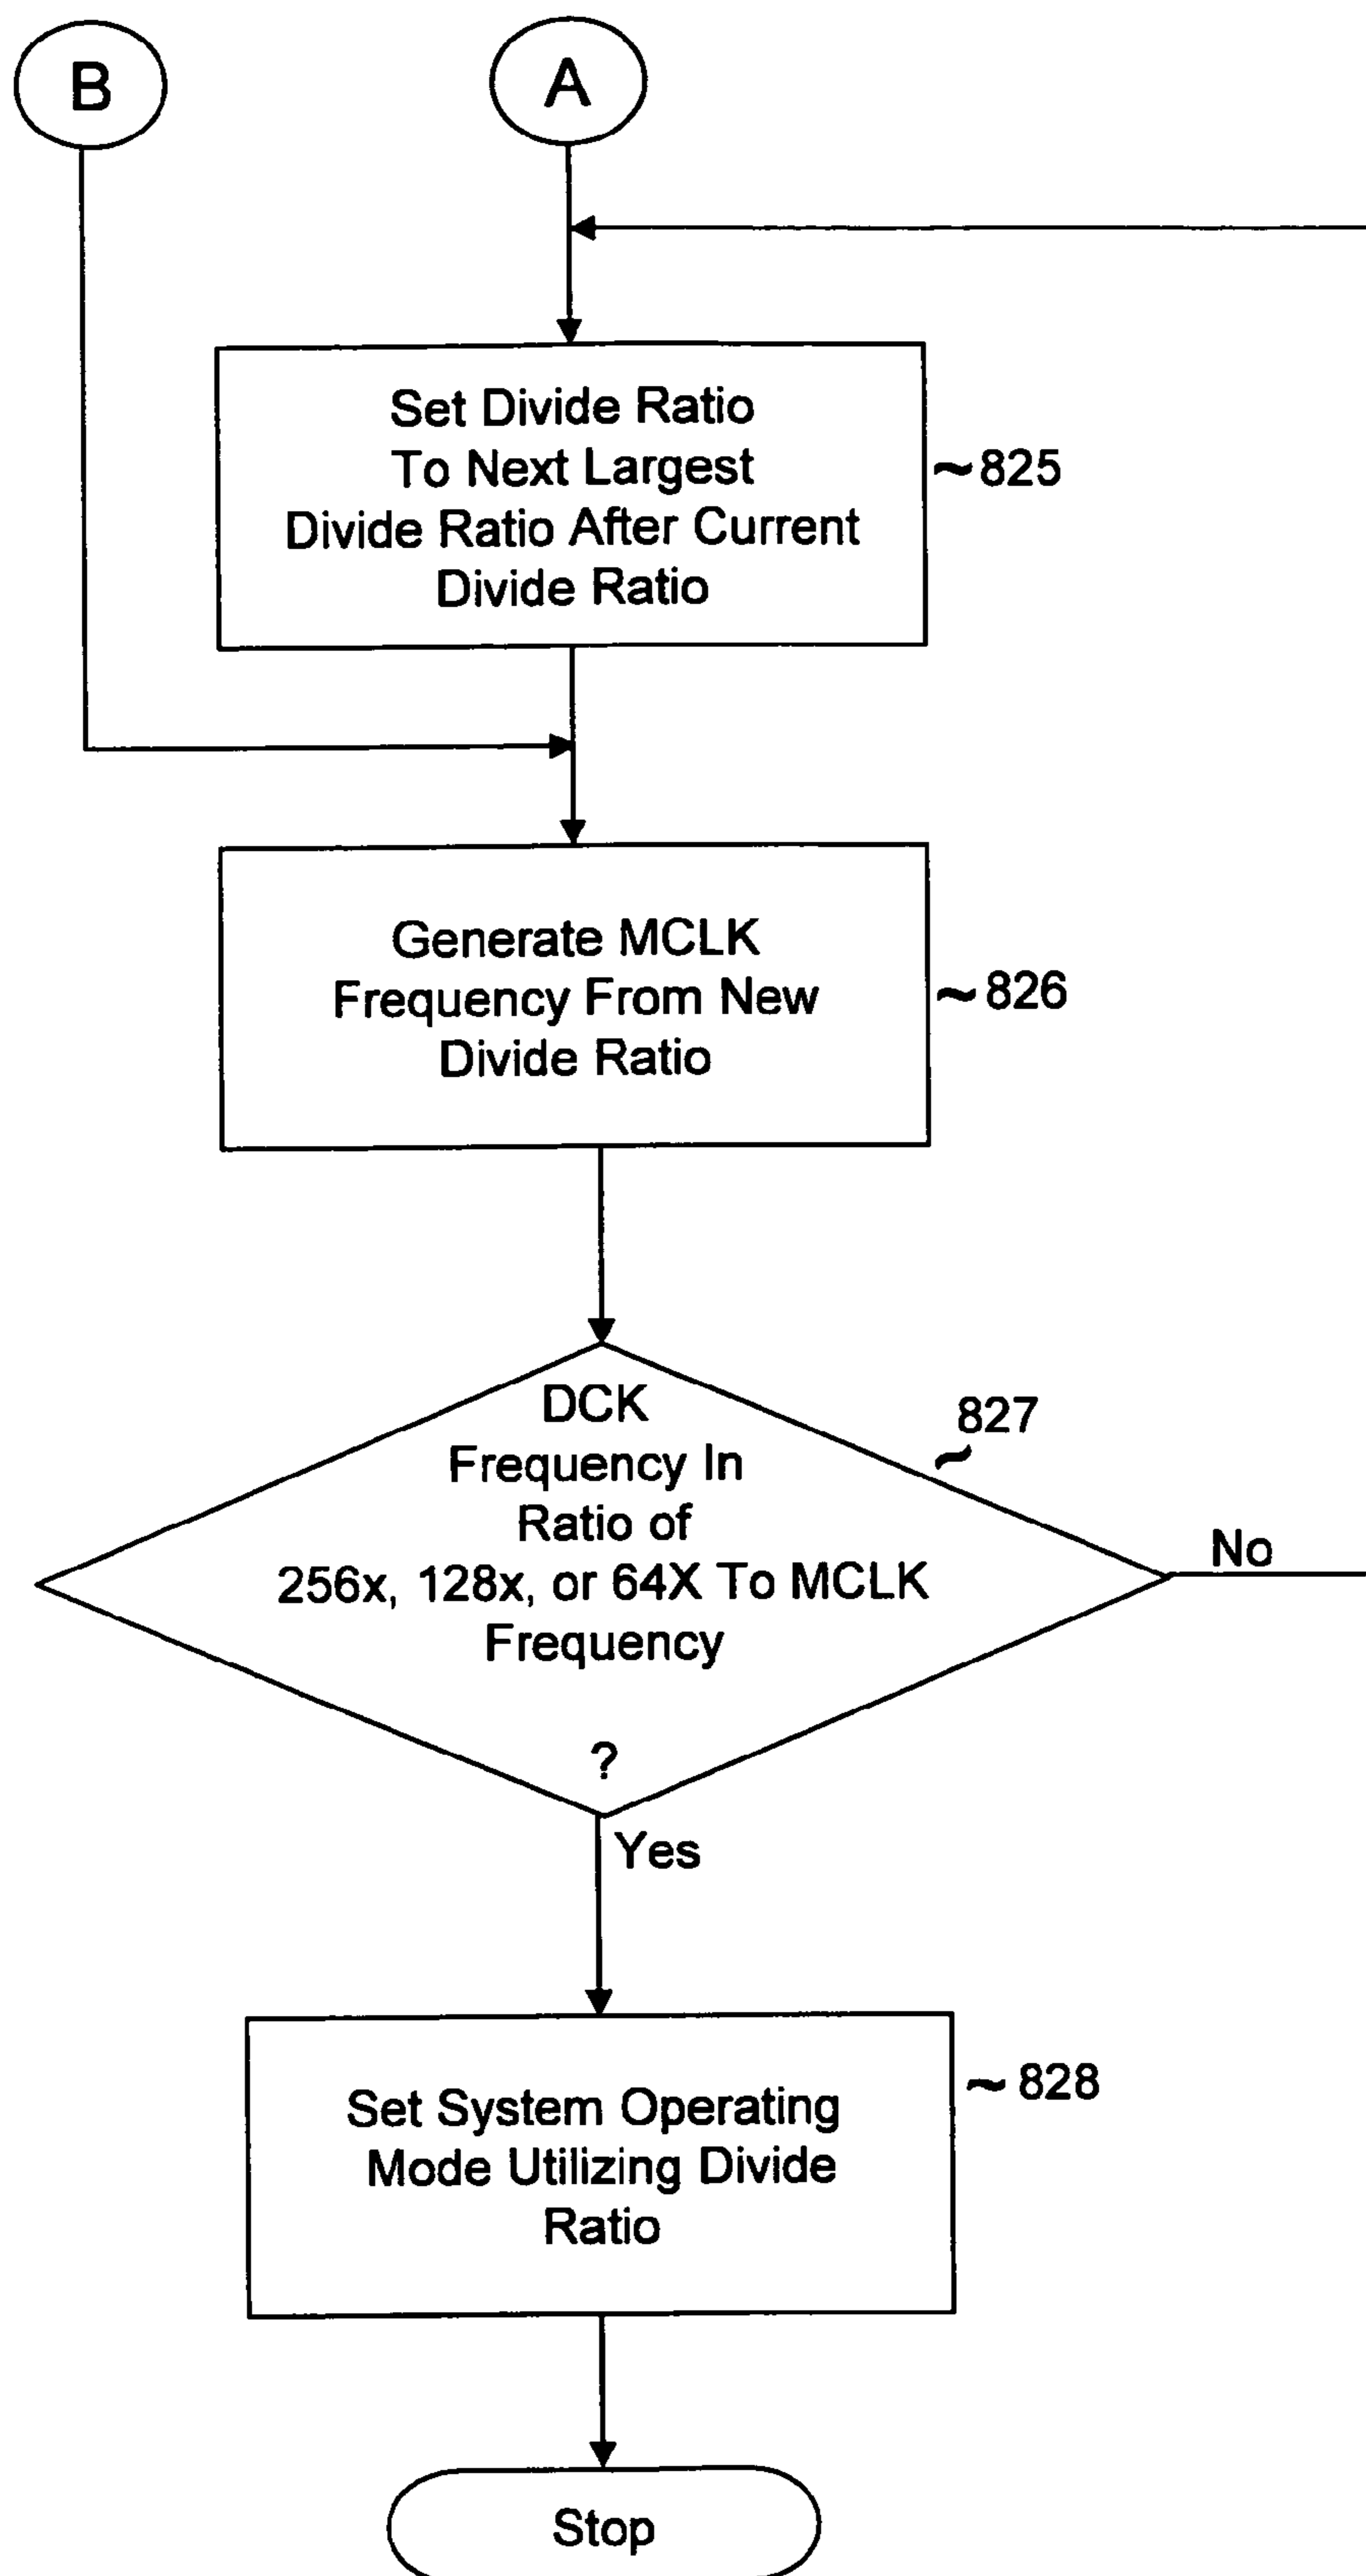 B
A
Set Divide Ratio
To Next Largest
Divide Ratio After Current
Divide Ratio
~825
Generate MCLK
Frequency From New
Divide Ratio
~826
DCK
Frequency In
Ratio of
256x, 128x, or 64X To MCLK
Frequency
?
~827
No
Yes
Set System Operating
Mode Utilizing Divide
Ratio
~828
Stop